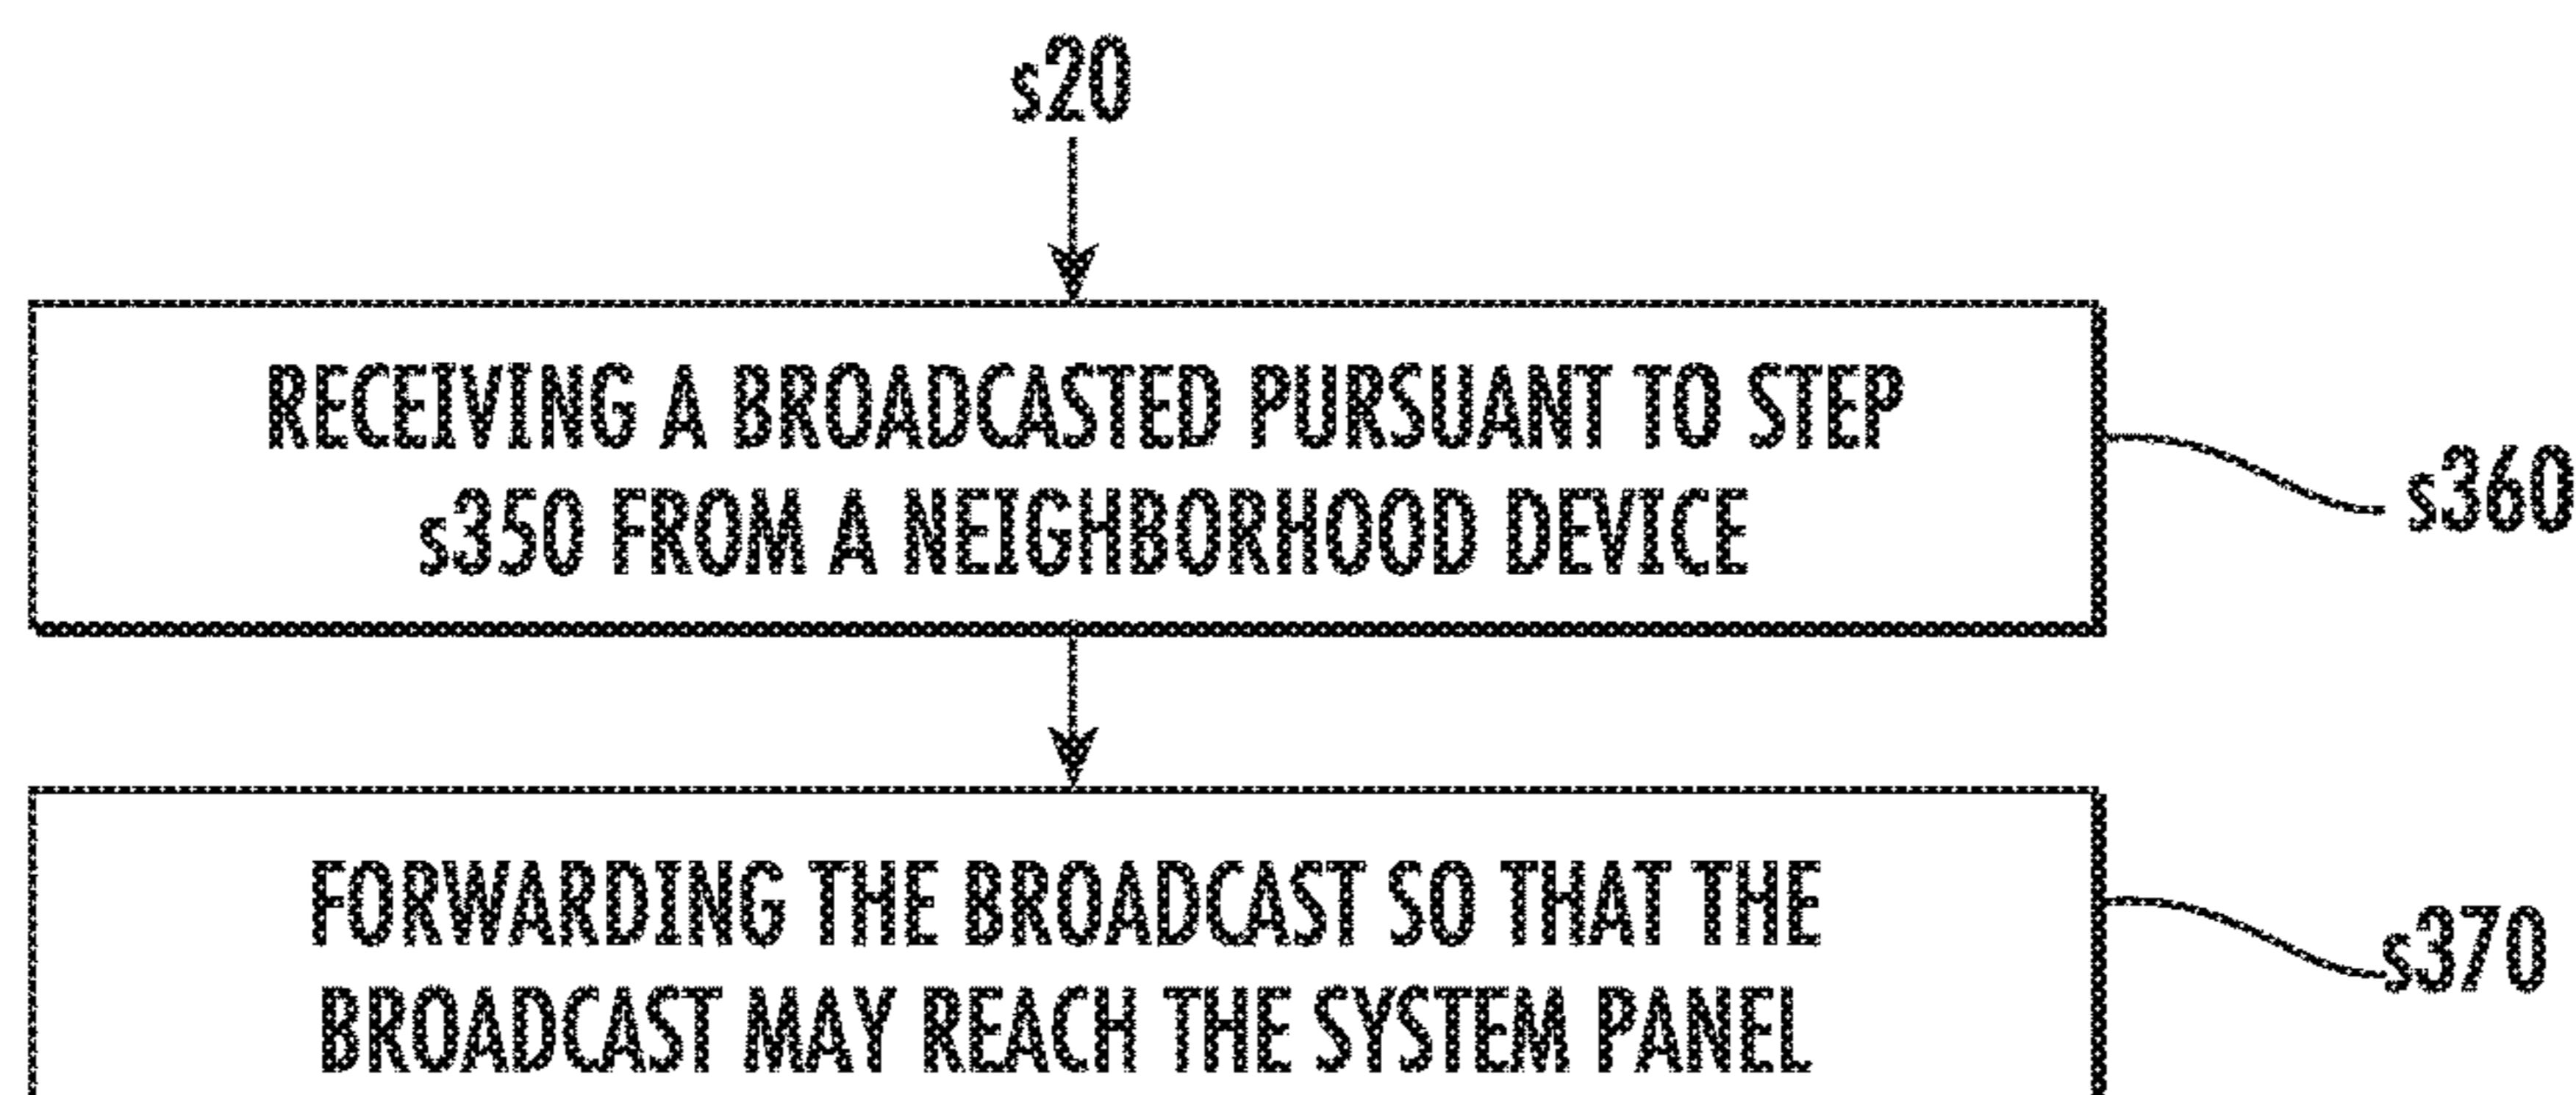 s20
RECEIVING A BROADCASTED PURSUANT TO STEP
s350 FROM A NEIGHBORHOOD DEVICE
s360
FORWARDING THE BROADCAST SO THAT THE
BROADCAST MAY REACH THE SYSTEM PANEL
s370